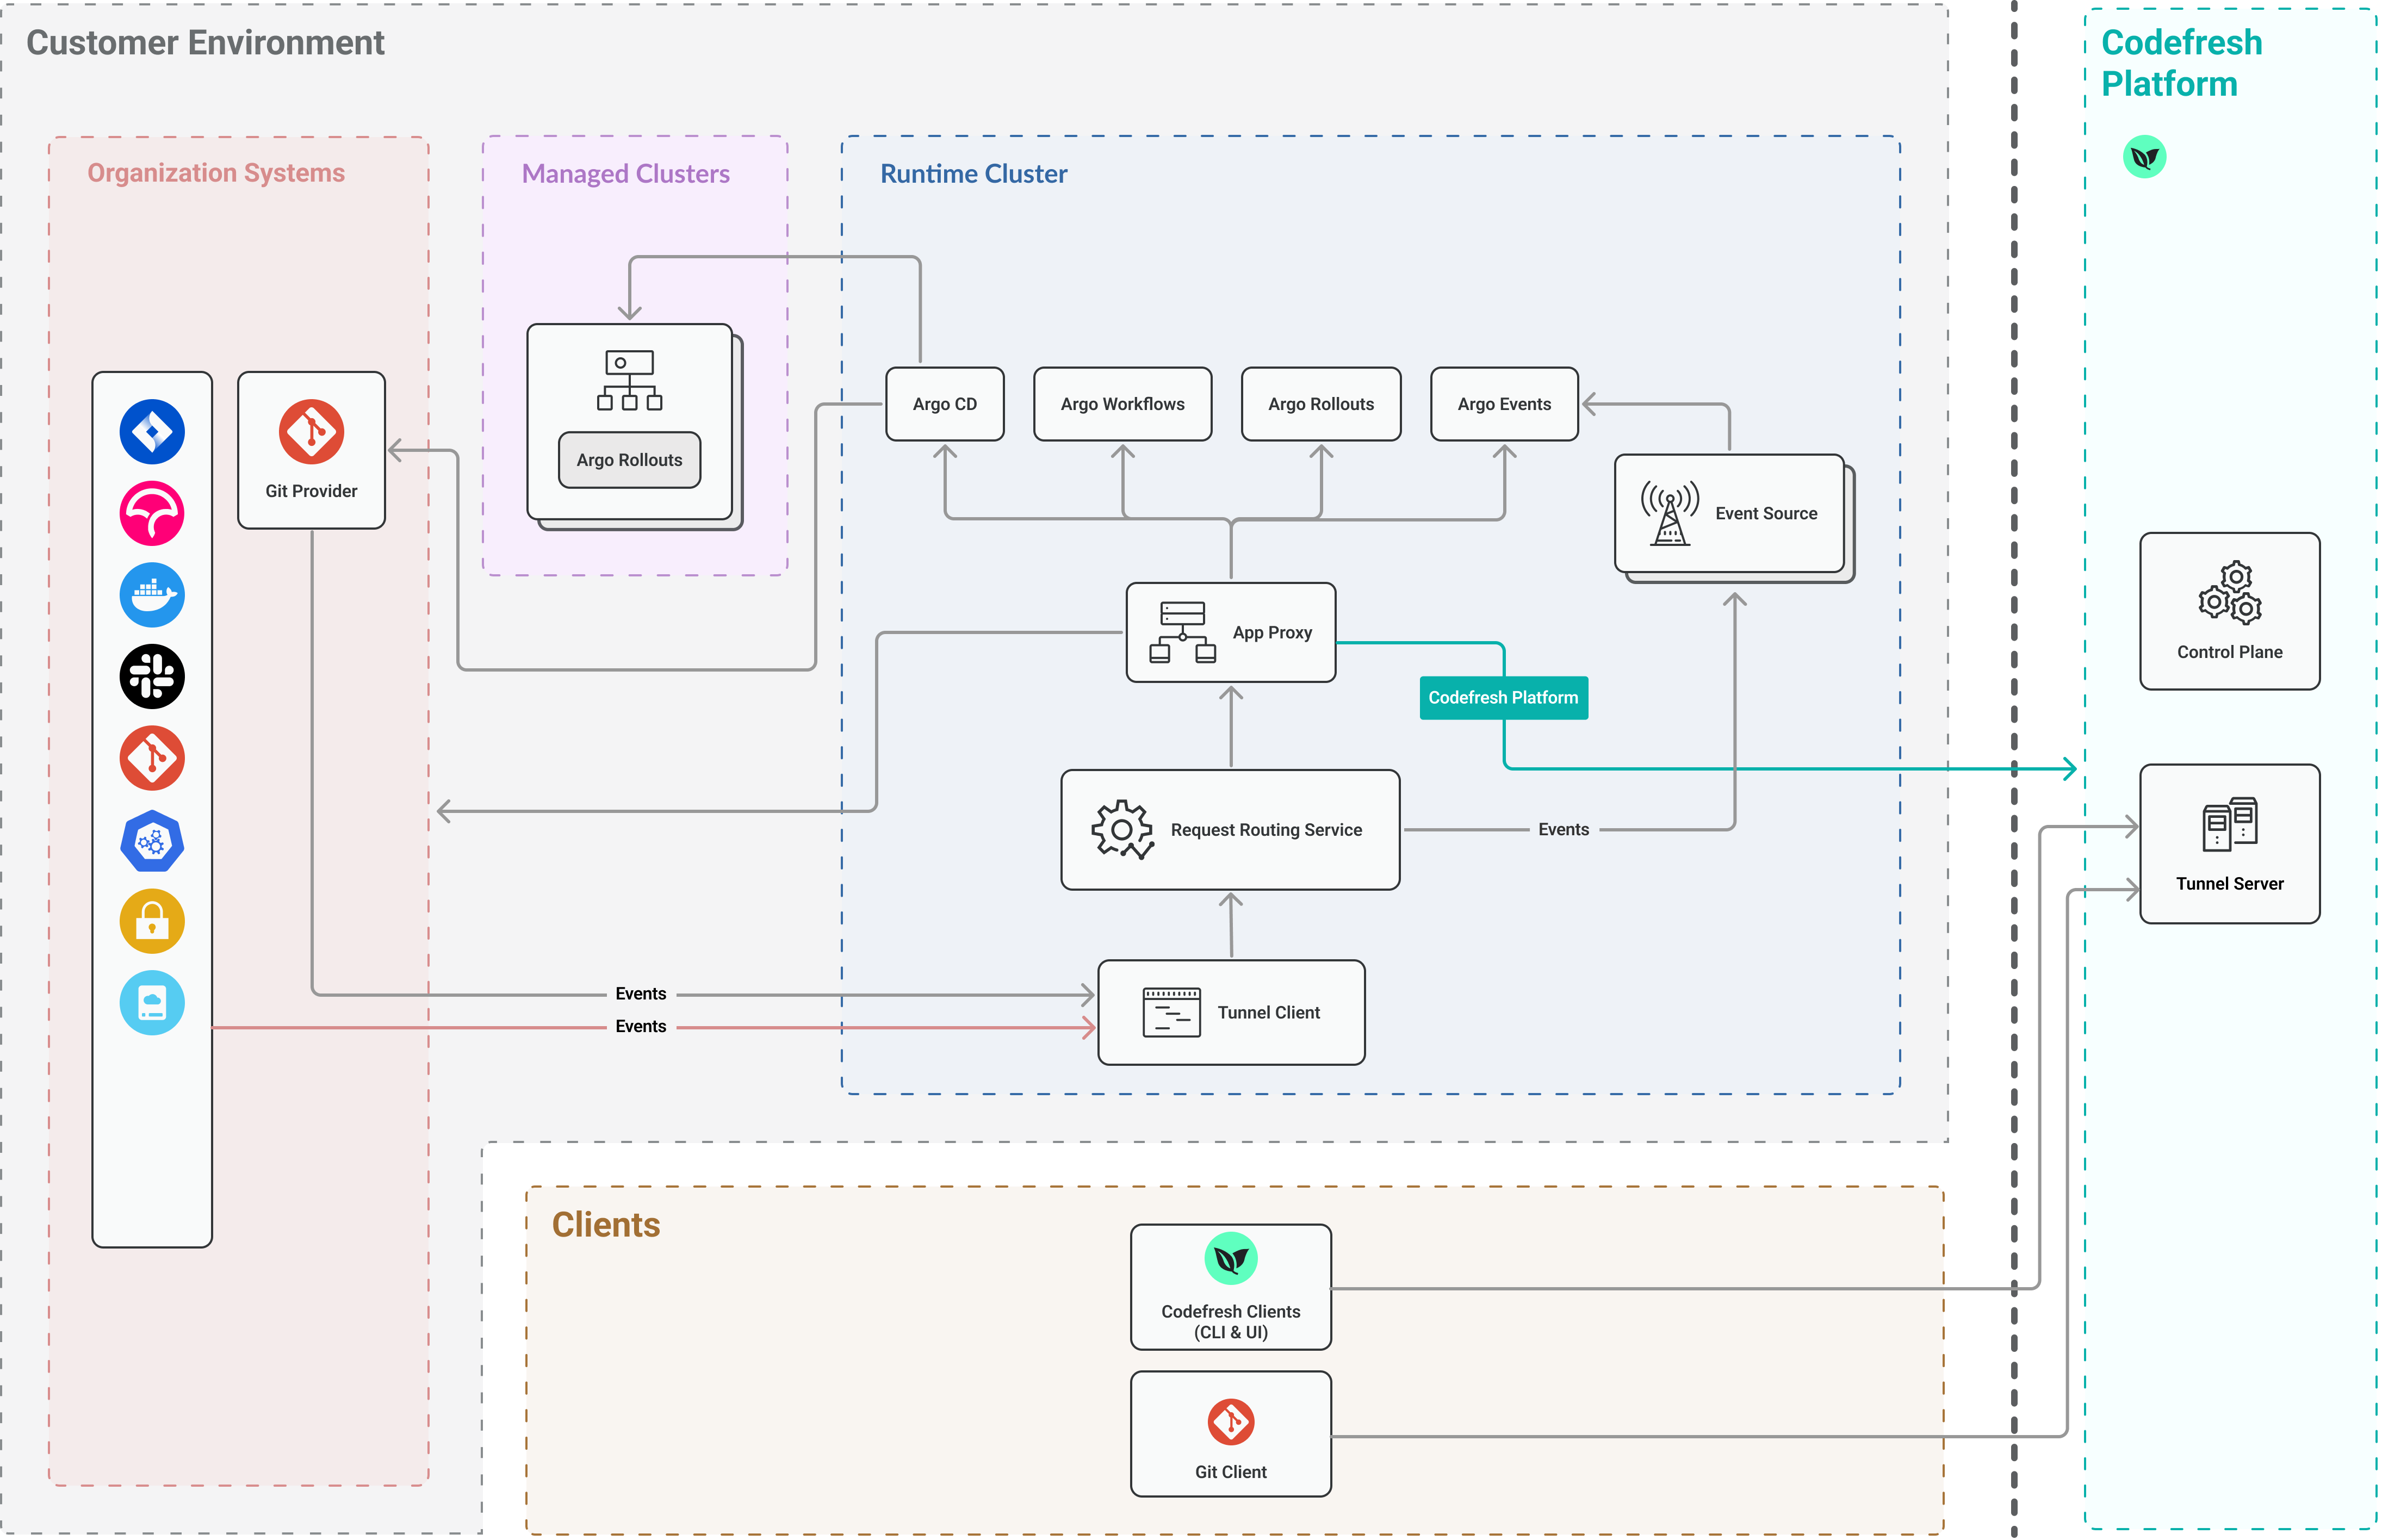 Customer Environment
Codefresh
Platform
Organization Systems
Managed Clusters
Runtime Cluster
Git Provider
Argo Rollouts
Argo CD
Argo Workflows
Argo Rollouts
Argo Events
Event Source
App Proxy
Codefresh Platform
Control Plane
Request Routing Service
Events
Tunnel Server
Events
Events
Tunnel Client
Clients
Codefresh Clients
(CLI & UI)
Git Client